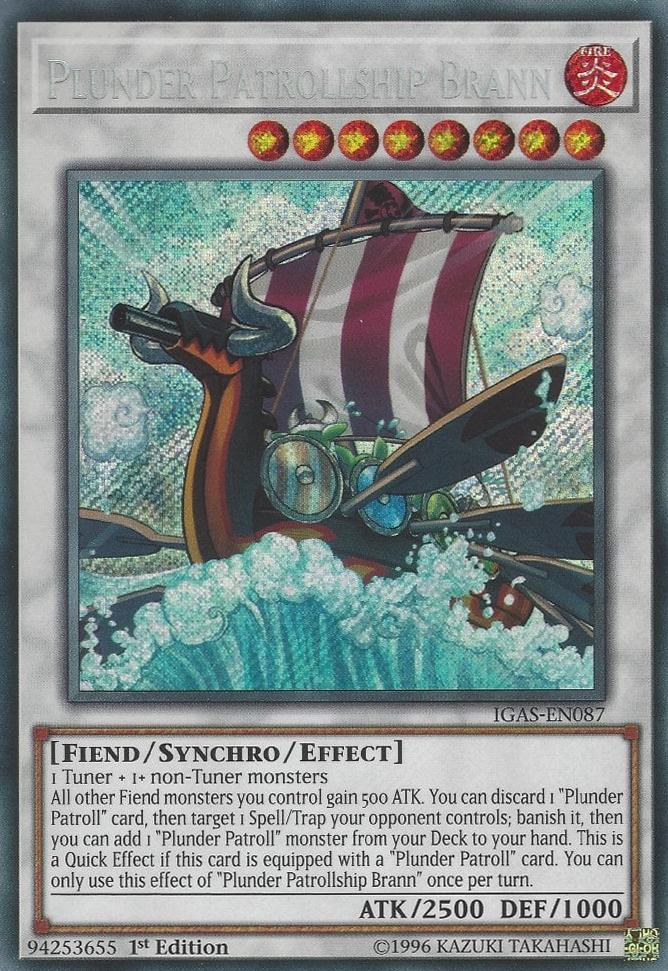 Plunder Patrollship Brann
FIRE
炎
IGAS-EN087
[Fiend/Synchro/Effect]
1 Tuner + 1+ non-Tuner monsters
All other Fiend monsters you control gain 500 ATK. You can discard 1 "Plunder
Patroll" card, then target 1 Spell/Trap your opponent controls; banish it, then
you can add 1 "Plunder Patroll" monster from your Deck to your hand. This is
a Quick Effect if this card is equipped with a "Plunder Patroll" card. You can
only use this effect of "Plunder Patrollship Brann" once per turn.
ATK/2500 DEF/1000
94253655 1st Edition
©1996 KAZUKI TAKAHASHI